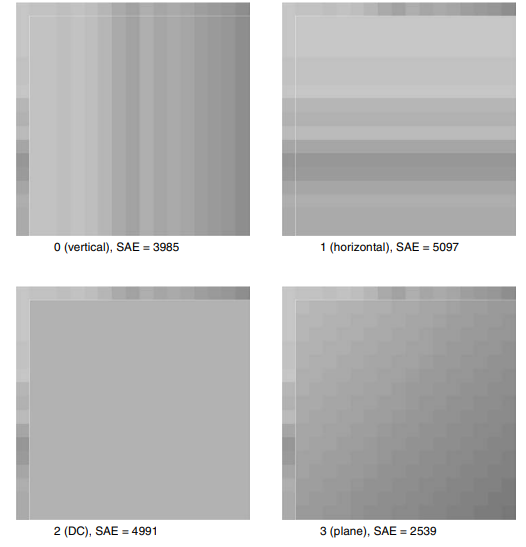 0 (vertical), SAE = 3985
1 (horizontal), SAE = 5097
2 (DC), SAE = 4991
3 (plane), SAE = 2539